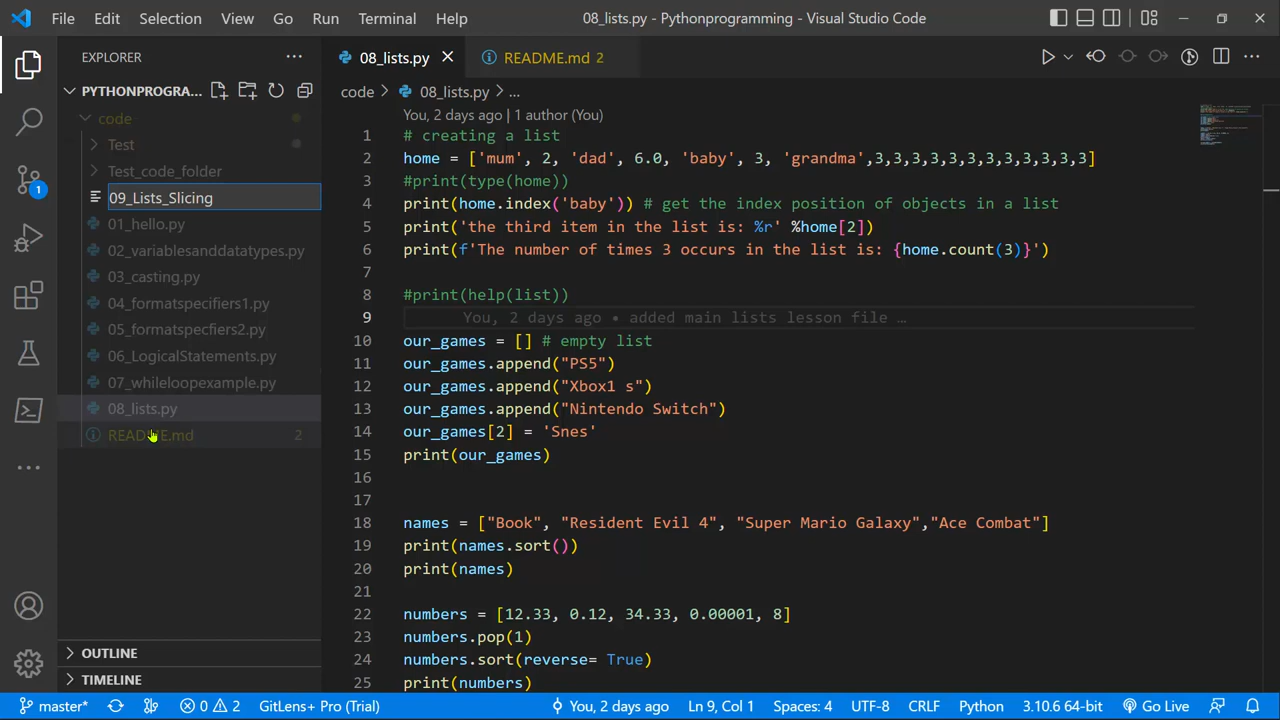 File Edit Selection View Go Run Terminal Help 08_lists.py - Pythonprogramming - Visual Studio Code
EXPLORER
PYTHONPROGRA...
code
Test
Test_code_folder
09_Lists_Slicing
01_hello.py
02_variablesanddatatypes.py
03_casting.py
04_formatspecifiers1.py
05_formatspecfiers2.py
06_LogicalStatements.py
07_whileloopexample.py
08_lists.py
README.md 2
OUTLINE
TIMELINE
1
08_lists.py README.md 2
code > 08_lists.py > ...
You, 2 days ago | 1 author (You)
1 # creating a list
2 home = ['mum', 2, 'dad', 6.0, 'baby', 3, 'grandma',3,3,3,3,3,3,3,3,3,3,3,3]
3 #print(type(home))
4 print(home.index('baby')) # get the index position of objects in a list
5 print('the third item in the list is: %r' %home[2])
6 print(f'The number of times 3 occurs in the list is: {home.count(3)}')
7
8 #print(help(list))
9 You, 2 days ago • added main lists lesson file …
10 our_games = [] # empty list
11 our_games.append("PS5")
12 our_games.append("Xbox1 s")
13 our_games.append("Nintendo Switch")
14 our_games[2] = 'Snes'
15 print(our_games)
16
17
18 names = ["Book", "Resident Evil 4", "Super Mario Galaxy","Ace Combat"]
19 print(names.sort())
20 print(names)
21
22 numbers = [12.33, 0.12, 34.33, 0.00001, 8]
23 numbers.pop(1)
24 numbers.sort(reverse= True)
25 print(numbers)
master* 0 2 GitLens+ Pro (Trial) You, 2 days ago Ln 9, Col 1 Spaces: 4 UTF-8 CRLF Python 3.10.6 64-bit Go Live